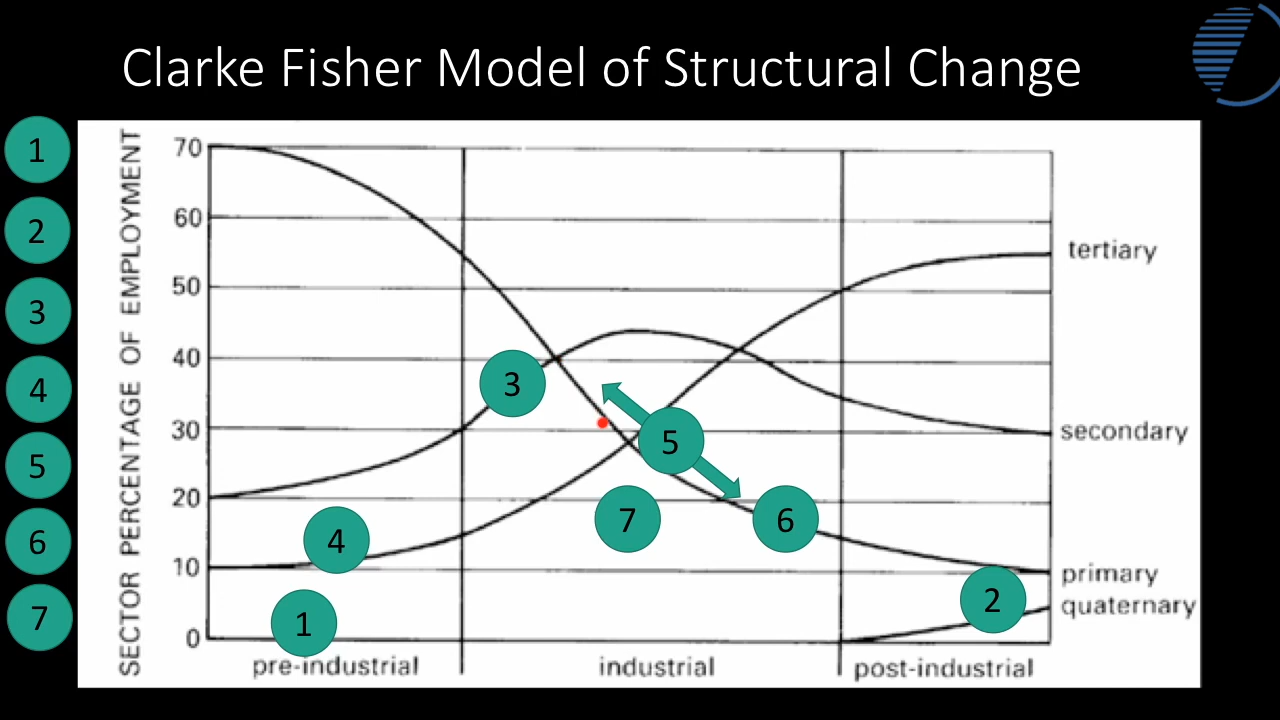 Clarke Fisher Model of Structural Change
1
2
3
4
5
6
7
SECTOR PERCENTAGE OF EMPLOYMENT
70
60
50
40
30
20
10
0
tertiary
secondary
primary
quaternary
3
5
7
6
4
2
1
pre-industrial
industrial
post-industrial